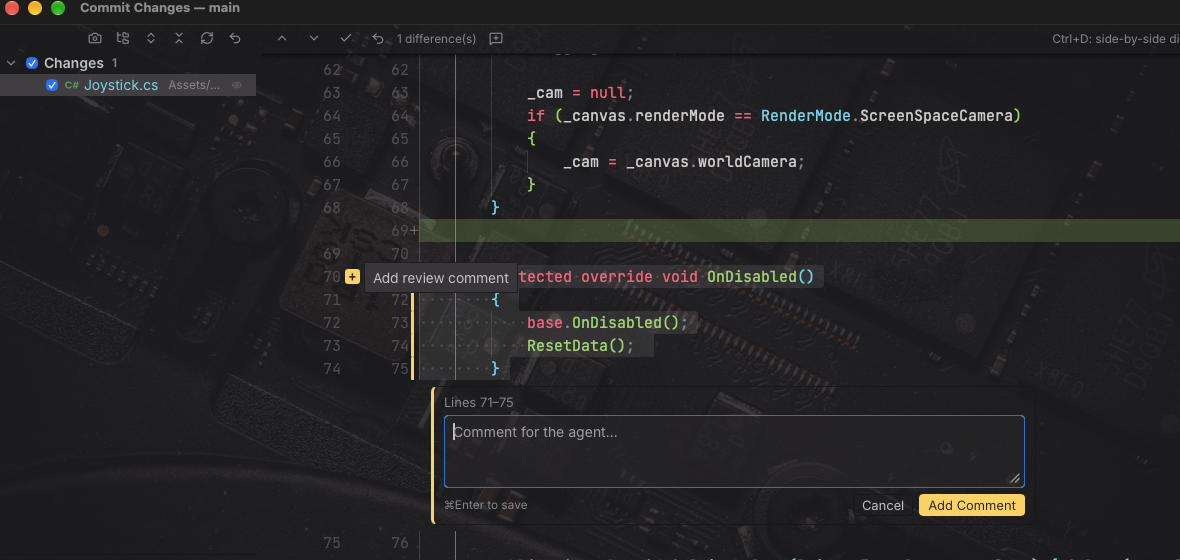 Commit Changes — main
1 difference(s)
Ctrl+D: side-by-side di
Changes 1
C# Joystick.cs Assets/...
62 62
63 63 _cam = null;
64 64 if (_canvas.renderMode == RenderMode.ScreenSpaceCamera)
65 65 {
66 66 _cam = _canvas.worldCamera;
67 67 }
68 68 }
69+
69 70
70 + Add review comment tected override void OnDisabled()
71 72 {
72 73 base.OnDisabled();
73 74 ResetData();
74 75 }
Lines 71–75
Comment for the agent...
⌘Enter to save
Cancel
Add Comment
75 76